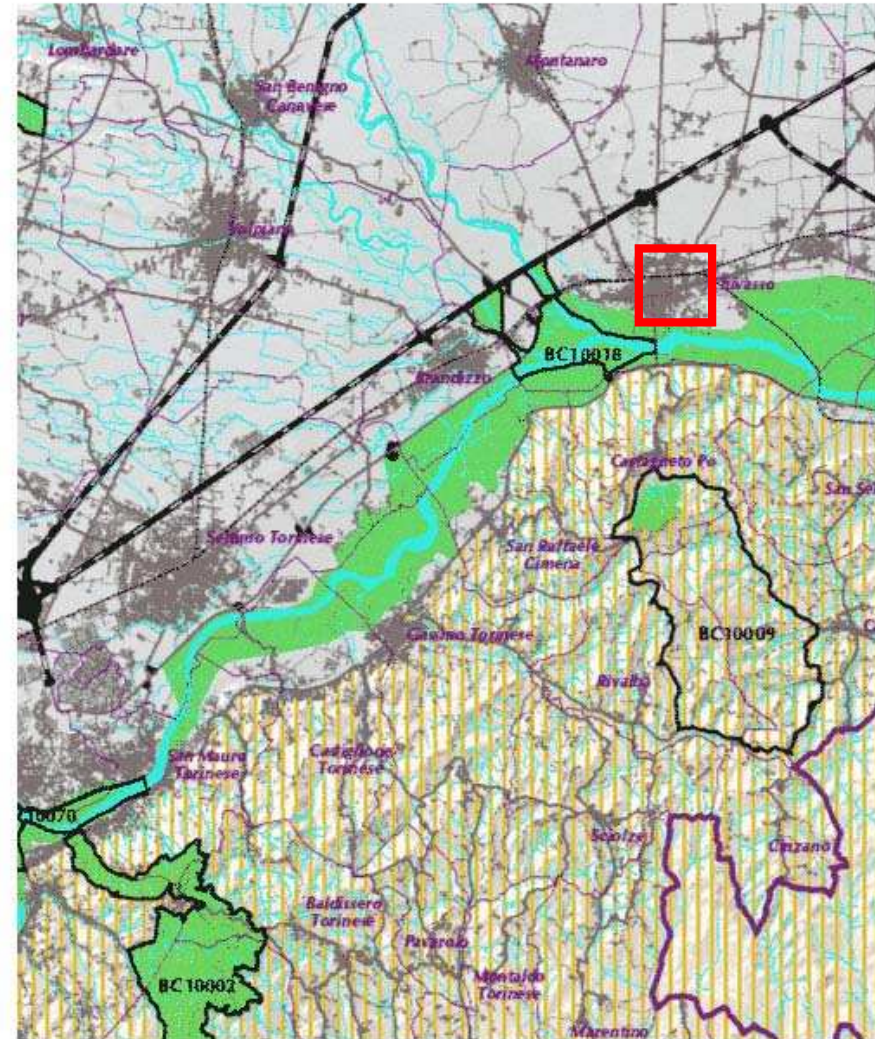 Lombardore
San Benigno
Canavese
Montanaro
Volpiano
Brandizzo
BC10018
Castagneto Po
Settimo Torinese
San Raffaele
Cimena
BC10009
Gassino Torinese
Rivalba
San Mauro
Torinese
Castiglione
Torinese
10070
Sciolze
Cinzano
Baldissero
Torinese
Pavarolo
BC10002
Montaldo
Torinese
Marentino